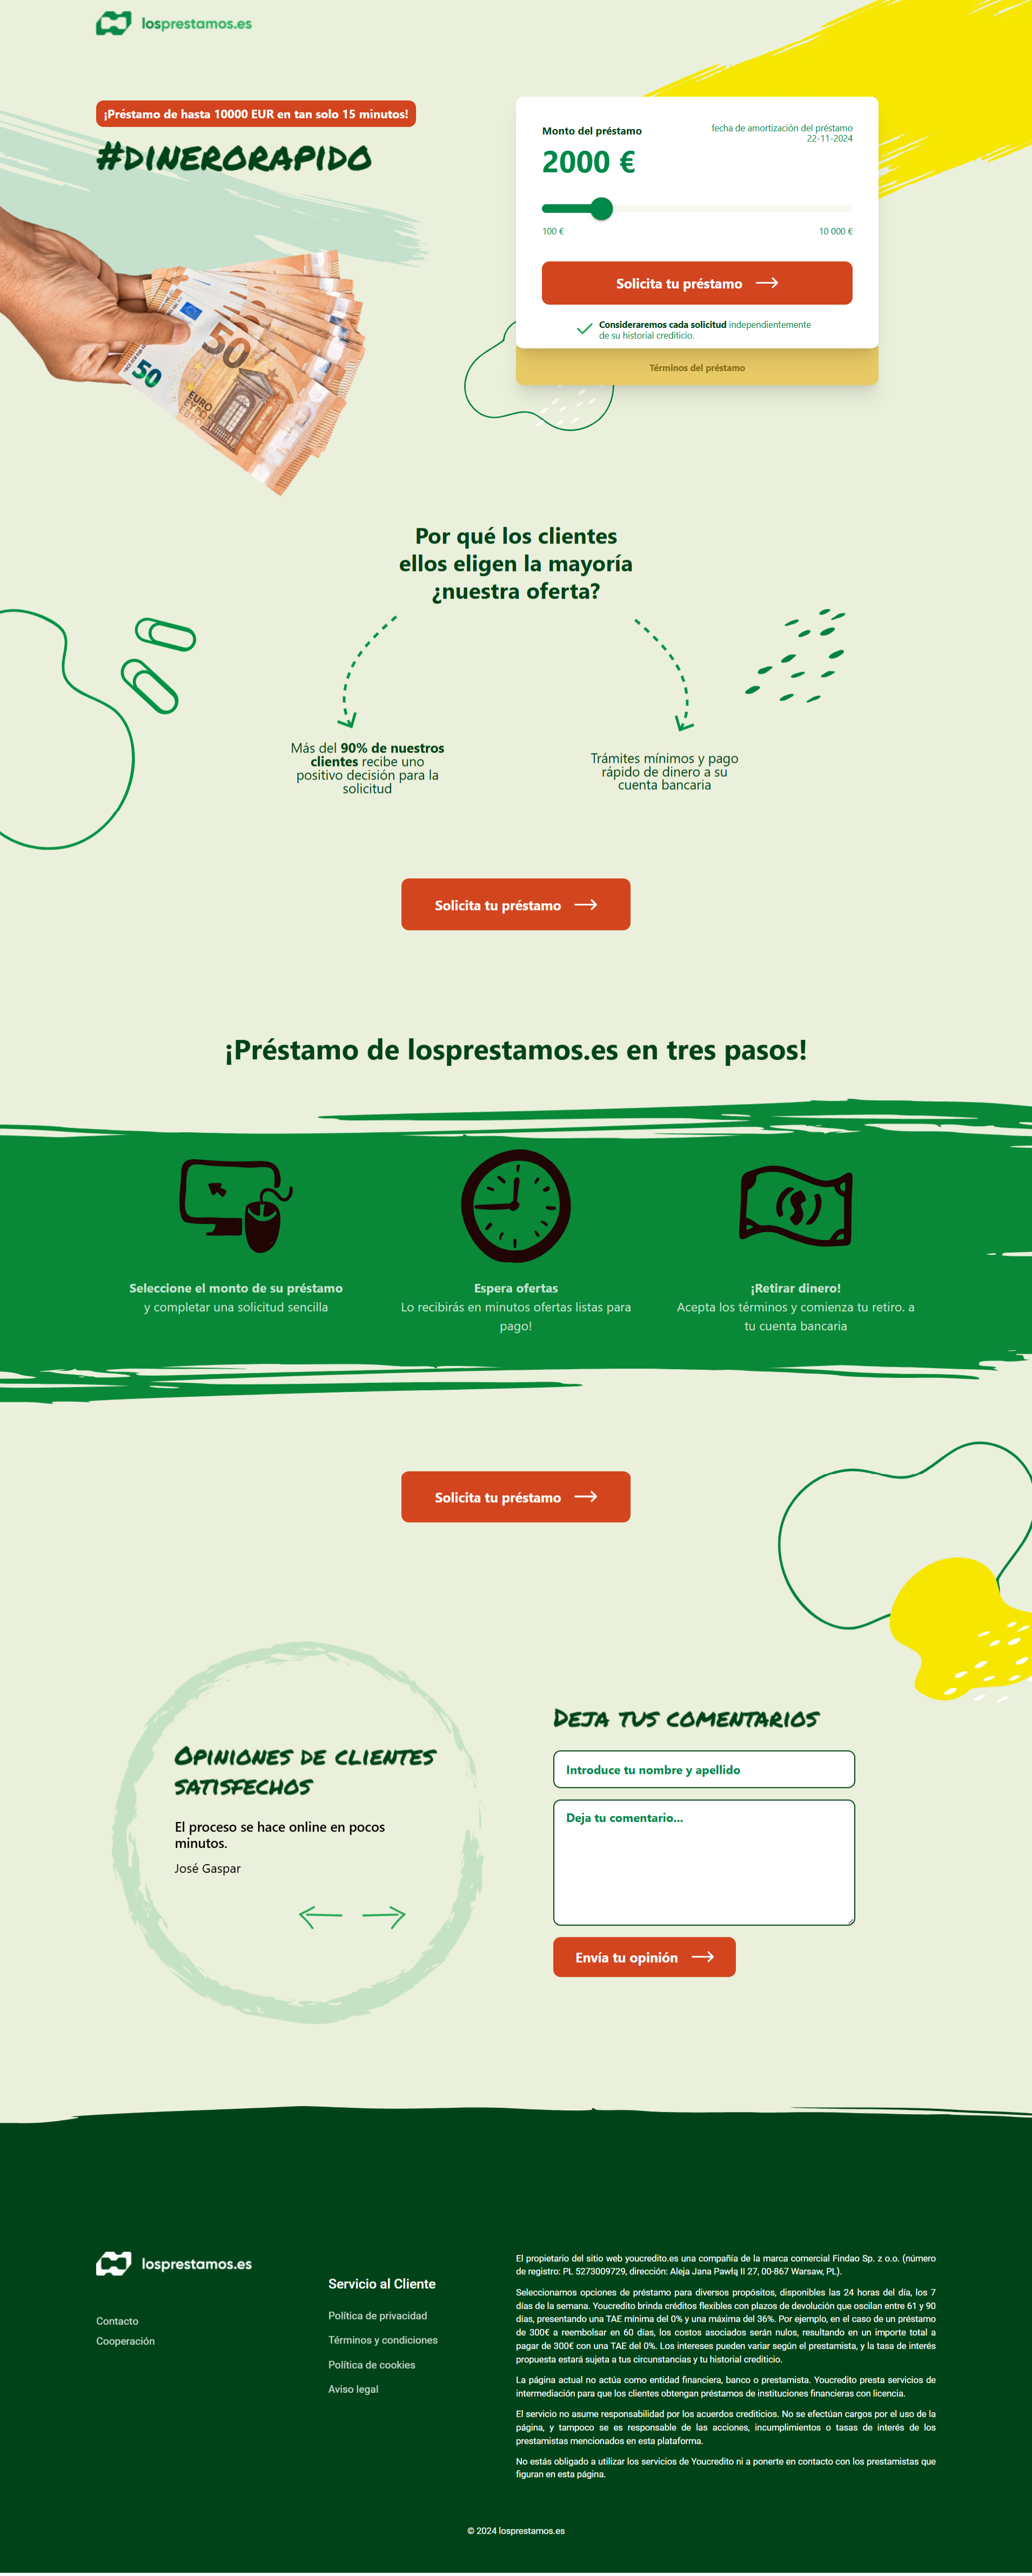 losprestamos.es
¡Préstamo de hasta 10000 EUR en tan solo 15 minutos!
#DINERORAPIDO
Monto del préstamo
fecha de amortización del préstamo
22-11-2024
2000 €
100 €
10 000 €
Solicita tu préstamo
Consideraremos cada solicitud independientemente
de su historial crediticio.
Términos del préstamo
50
50
EURO
Por qué los clientes
ellos eligen la mayoría
¿nuestra oferta?
Más del 90% de nuestros
clientes recibe uno
positivo decisión para la
solicitud
Trámites mínimos y pago
rápido de dinero a su
cuenta bancaria
Solicita tu préstamo
¡Préstamo de losprestamos.es en tres pasos!
Seleccione el monto de su préstamo
y completar una solicitud sencilla
Espera ofertas
Lo recibirás en minutos ofertas listas para
pago!
¡Retirar dinero!
Acepta los términos y comienza tu retiro. a
tu cuenta bancaria
Solicita tu préstamo
Opiniones de clientes
satisfechos
El proceso se hace online en pocos
minutos.
José Gaspar
Deja tus comentarios
Introduce tu nombre y apellido
Deja tu comentario...
Envía tu opinión
losprestamos.es
Contacto
Cooperación
Servicio al Cliente
Política de privacidad
Términos y condiciones
Política de cookies
Aviso legal
El propietario del sitio web youcredito.es una compañía de la marca comercial Findao Sp. z o.o. (número
de registro: PL 5273009729, dirección: Aleja Jana Pawłą II 27, 00-867 Warsaw, PL).
Seleccionamos opciones de préstamo para diversos propósitos, disponibles las 24 horas del día, los 7
días de la semana. Youcredito brinda créditos flexibles con plazos de devolución que oscilan entre 61 y 90
días, presentando una TAE mínima del 0% y una máxima del 36%. Por ejemplo, en el caso de un préstamo
de 300€ a reembolsar en 60 días, los costos asociados serán nulos, resultando en un importe total a
pagar de 300€ con una TAE del 0%. Los intereses pueden variar según el prestamista, y la tasa de interés
propuesta estará sujeta a tus circunstancias y tu historial crediticio.
La página actual no actúa como entidad financiera, banco o prestamista. Youcredito presta servicios de
intermediación para que los clientes obtengan préstamos de instituciones financieras con licencia.
El servicio no asume responsabilidad por los acuerdos crediticios. No se efectúan cargos por el uso de la
página, y tampoco se es responsable de las acciones, incumplimientos o tasas de interés de los
prestamistas mencionados en esta plataforma.
No estás obligado a utilizar los servicios de Youcredito ni a ponerte en contacto con los prestamistas que
figuran en esta página.
© 2024 losprestamos.es